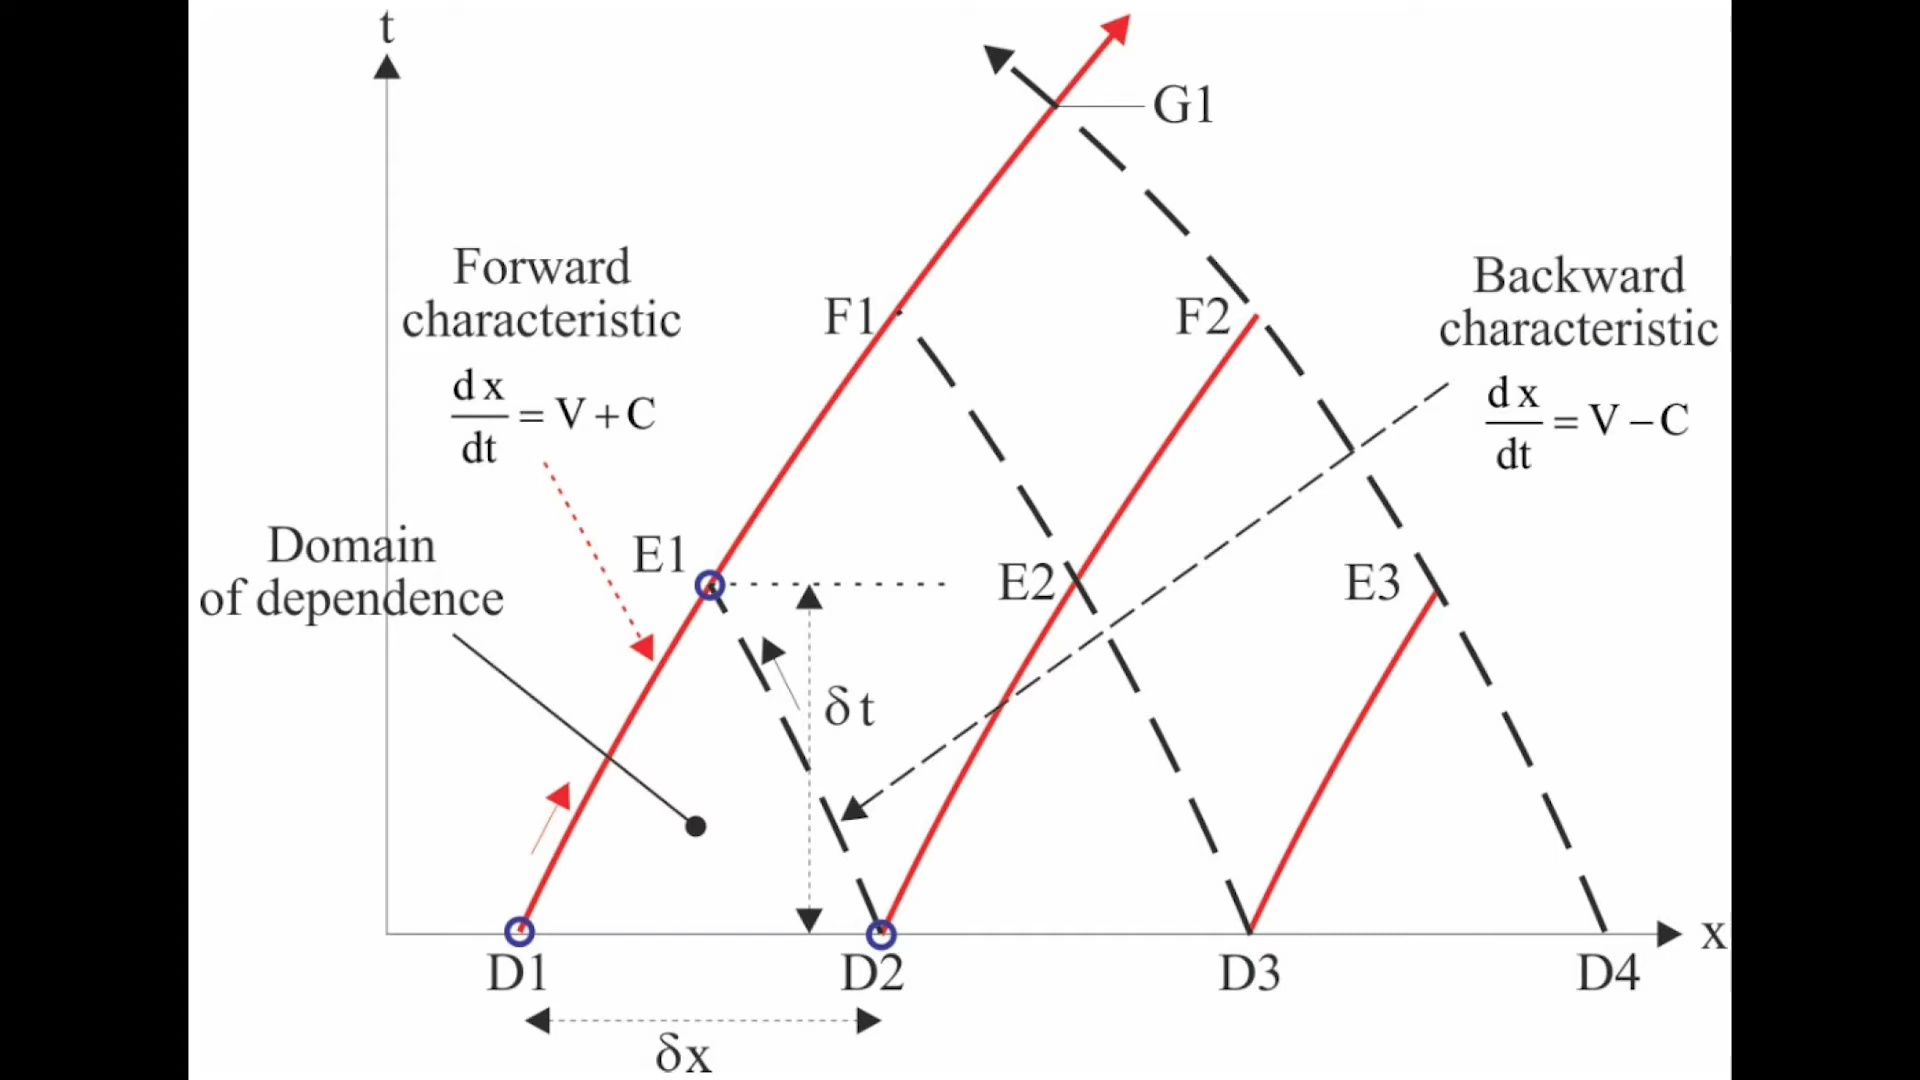 t
G1
Forward
characteristic
dx
dt
= V + C
Backward
characteristic
dx
dt
= V − C
F1
F2
Domain
of dependence
E1
E2
E3
δt
x
D1
D2
D3
D4
δx